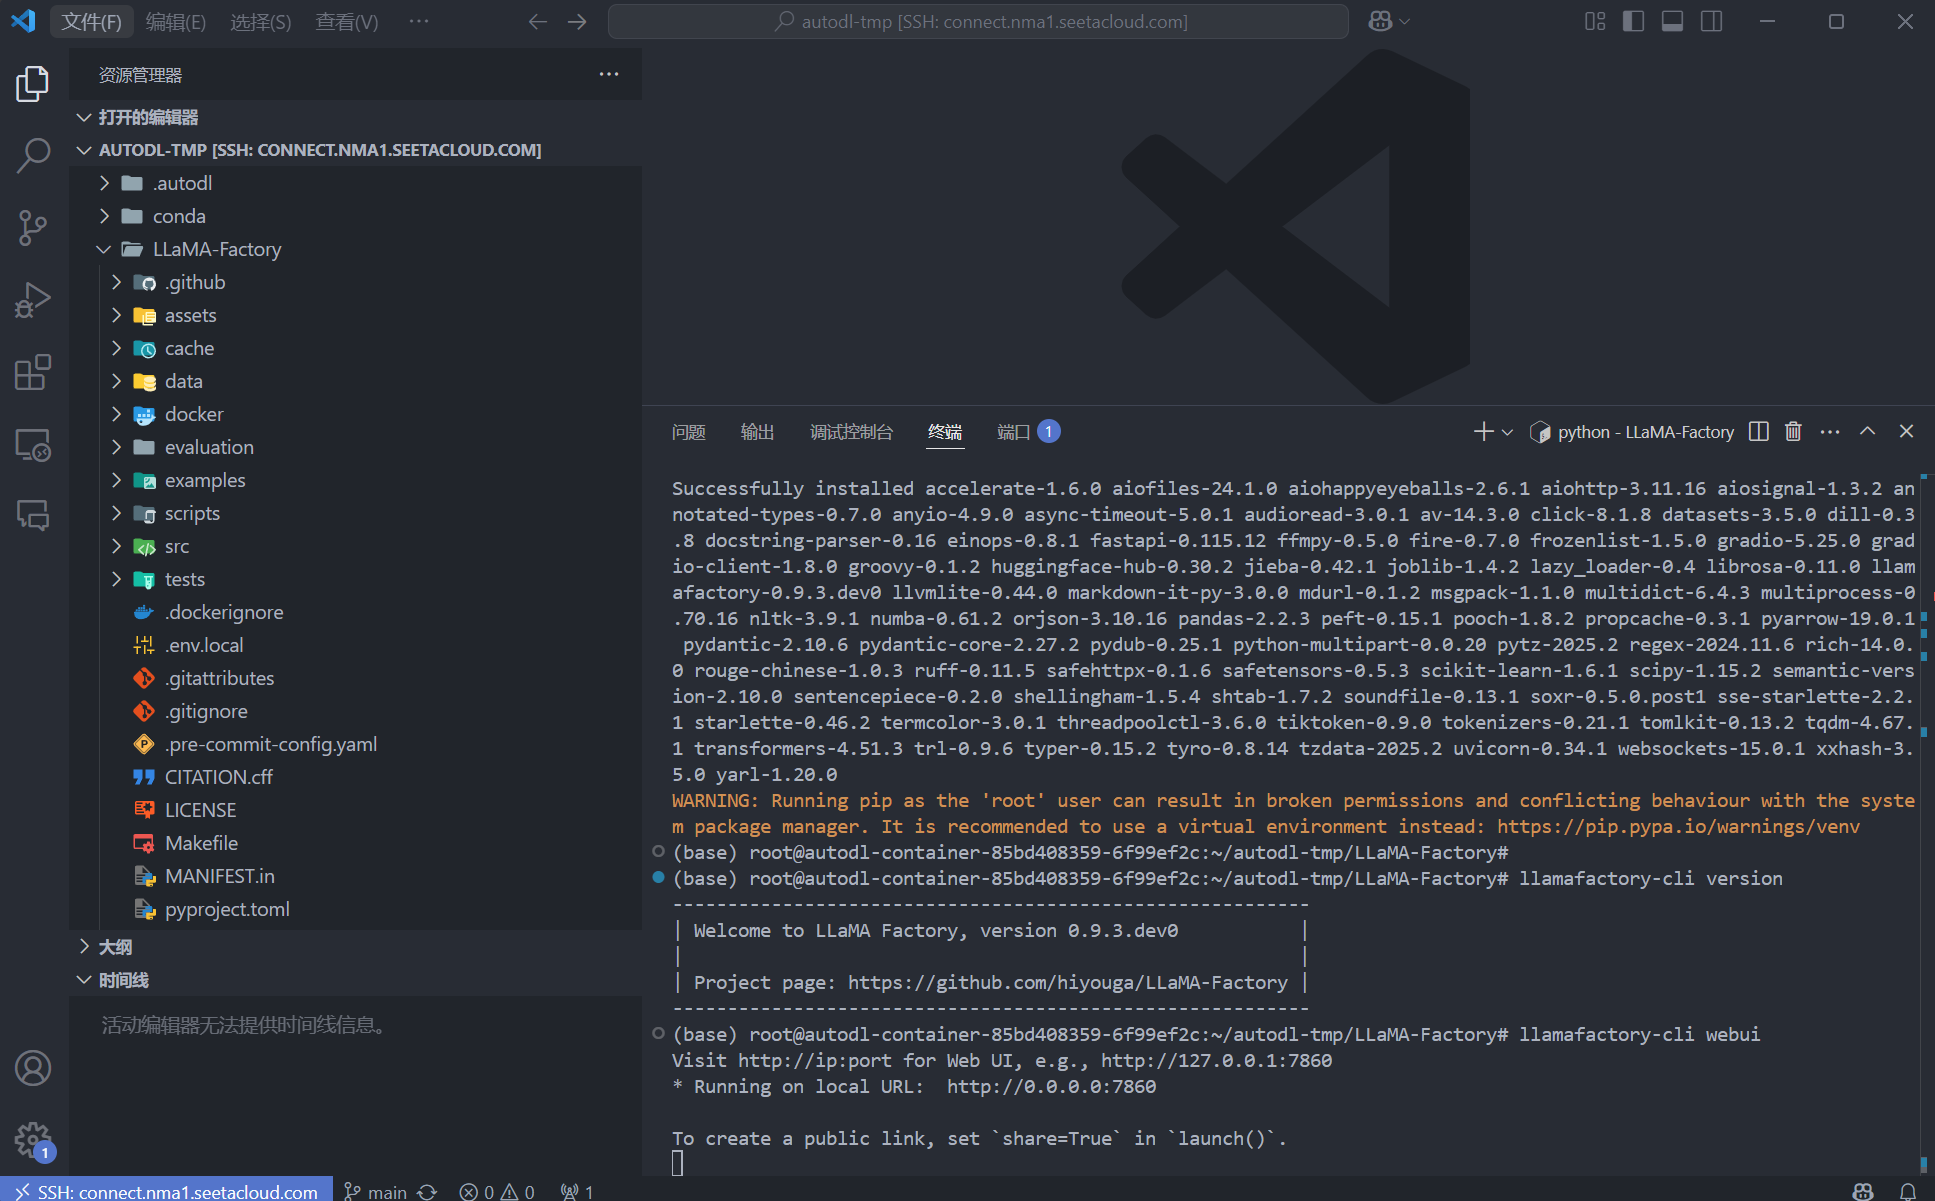 文件(F) 编辑(E) 选择(S) 查看(V) ··· autodl-tmp [SSH: connect.nma1.seetacloud.com]
资源管理器
打开的编辑器
AUTODL-TMP [SSH: CONNECT.NMA1.SEETACLOUD.COM]
.autodl
conda
LLaMA-Factory
.github
assets
cache
data
docker
evaluation
examples
scripts
src
tests
.dockerignore
.env.local
.gitattributes
.gitignore
.pre-commit-config.yaml
CITATION.cff
LICENSE
Makefile
MANIFEST.in
pyproject.toml
大纲
时间线
活动编辑器无法提供时间线信息。
1
问题 输出 调试控制台 终端 端口 1 python - LLaMA-Factory
Successfully installed accelerate-1.6.0 aiofiles-24.1.0 aiohappyeyeballs-2.6.1 aiohttp-3.11.16 aiosignal-1.3.2 an
notated-types-0.7.0 anyio-4.9.0 async-timeout-5.0.1 audioread-3.0.1 av-14.3.0 click-8.1.8 datasets-3.5.0 dill-0.3
.8 docstring-parser-0.16 einops-0.8.1 fastapi-0.115.12 ffmpy-0.5.0 fire-0.7.0 frozenlist-1.5.0 gradio-5.25.0 grad
io-client-1.8.0 groovy-0.1.2 huggingface-hub-0.30.2 jieba-0.42.1 joblib-1.4.2 lazy_loader-0.4 librosa-0.11.0 llam
afactory-0.9.3.dev0 llvmlite-0.44.0 markdown-it-py-3.0.0 mdurl-0.1.2 msgpack-1.1.0 multidict-6.4.3 multiprocess-0
.70.16 nltk-3.9.1 numba-0.61.2 orjson-3.10.16 pandas-2.2.3 peft-0.15.1 pooch-1.8.2 propcache-0.3.1 pyarrow-19.0.1
pydantic-2.10.6 pydantic-core-2.27.2 pydub-0.25.1 python-multipart-0.0.20 pytz-2025.2 regex-2024.11.6 rich-14.0.
0 rouge-chinese-1.0.3 ruff-0.11.5 safehttpx-0.1.6 safetensors-0.5.3 scikit-learn-1.6.1 scipy-1.15.2 semantic-vers
ion-2.10.0 sentencepiece-0.2.0 shellingham-1.5.4 shtab-1.7.2 soundfile-0.13.1 soxr-0.5.0.post1 sse-starlette-2.2.
1 starlette-0.46.2 termcolor-3.0.1 threadpoolctl-3.6.0 tiktoken-0.9.0 tokenizers-0.21.1 tomlkit-0.13.2 tqdm-4.67.
1 transformers-4.51.3 trl-0.9.6 typer-0.15.2 tyro-0.8.14 tzdata-2025.2 uvicorn-0.34.1 websockets-15.0.1 xxhash-3.
5.0 yarl-1.20.0
WARNING: Running pip as the 'root' user can result in broken permissions and conflicting behaviour with the syste
m package manager. It is recommended to use a virtual environment instead: https://pip.pypa.io/warnings/venv
(base) root@autodl-container-85bd408359-6f99ef2c:~/autodl-tmp/LLaMA-Factory#
(base) root@autodl-container-85bd408359-6f99ef2c:~/autodl-tmp/LLaMA-Factory# llamafactory-cli version
----------------------------------------------------------
| Welcome to LLaMA Factory, version 0.9.3.dev0           |
|                                                        |
| Project page: https://github.com/hiyouga/LLaMA-Factory |
----------------------------------------------------------
(base) root@autodl-container-85bd408359-6f99ef2c:~/autodl-tmp/LLaMA-Factory# llamafactory-cli webui
Visit http://ip:port for Web UI, e.g., http://127.0.0.1:7860
* Running on local URL:  http://0.0.0.0:7860
To create a public link, set `share=True` in `launch()`.
SSH: connect.nma1.seetacloud.com main 0 0 1